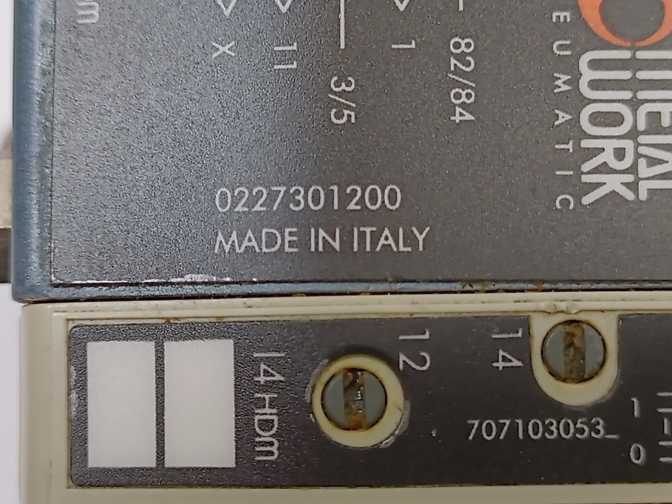 X
11
3/5
1
82/84
METAL
WORK
EUMATIC
0227301200
MADE IN ITALY
14 HDM
12
14
707103053_
1
0